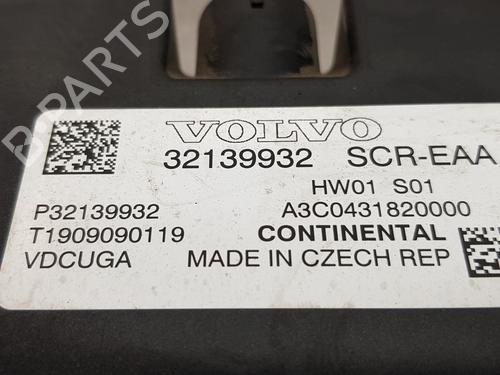 B-PARTS
VOLVO
32139932 SCR-EAA
HW01 S01
P32139932 A3C0431820000
T1909090119 CONTINENTAL
VDCUGA MADE IN CZECH REP